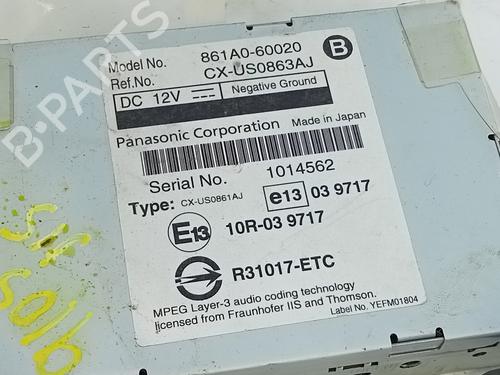 Model No. 861A0-60020 B
Ref.No. CX-US0863AJ
DC 12V Negative Ground
Panasonic Corporation Made in Japan
Serial No. 1014562
Type: CX-US0861AJ e13 03 9717
E13 10R-03 9717
R31017-ETC
MPEG Layer-3 audio coding technology
licensed from Fraunhofer IIS and Thomson.
Label No. YEFM01804
B-PARTS